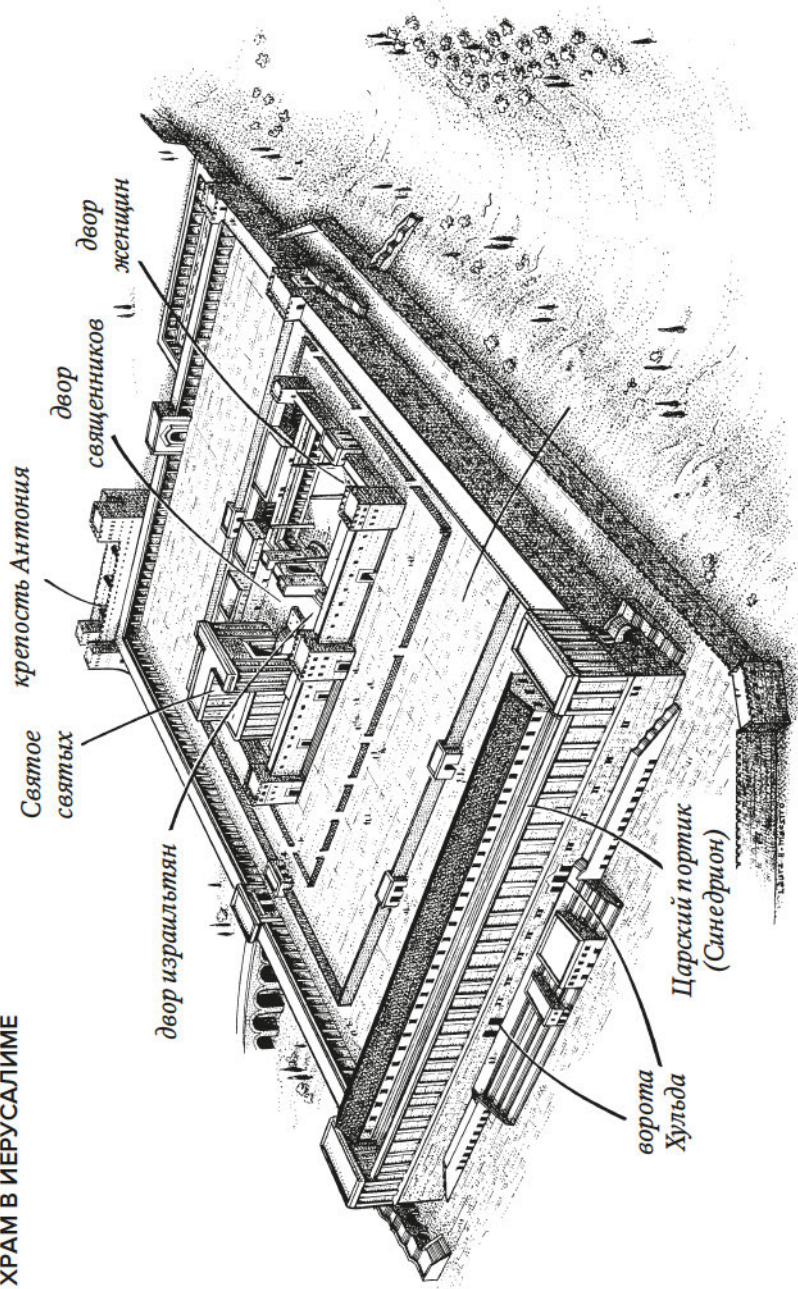 ХРАМ В ИЕРУСАЛИМЕ
Святое
святых
крепость Антония
двор
священников
двор
женщин
двор израильтян
ворота
Хульда
Царский портик
(Синедрион)